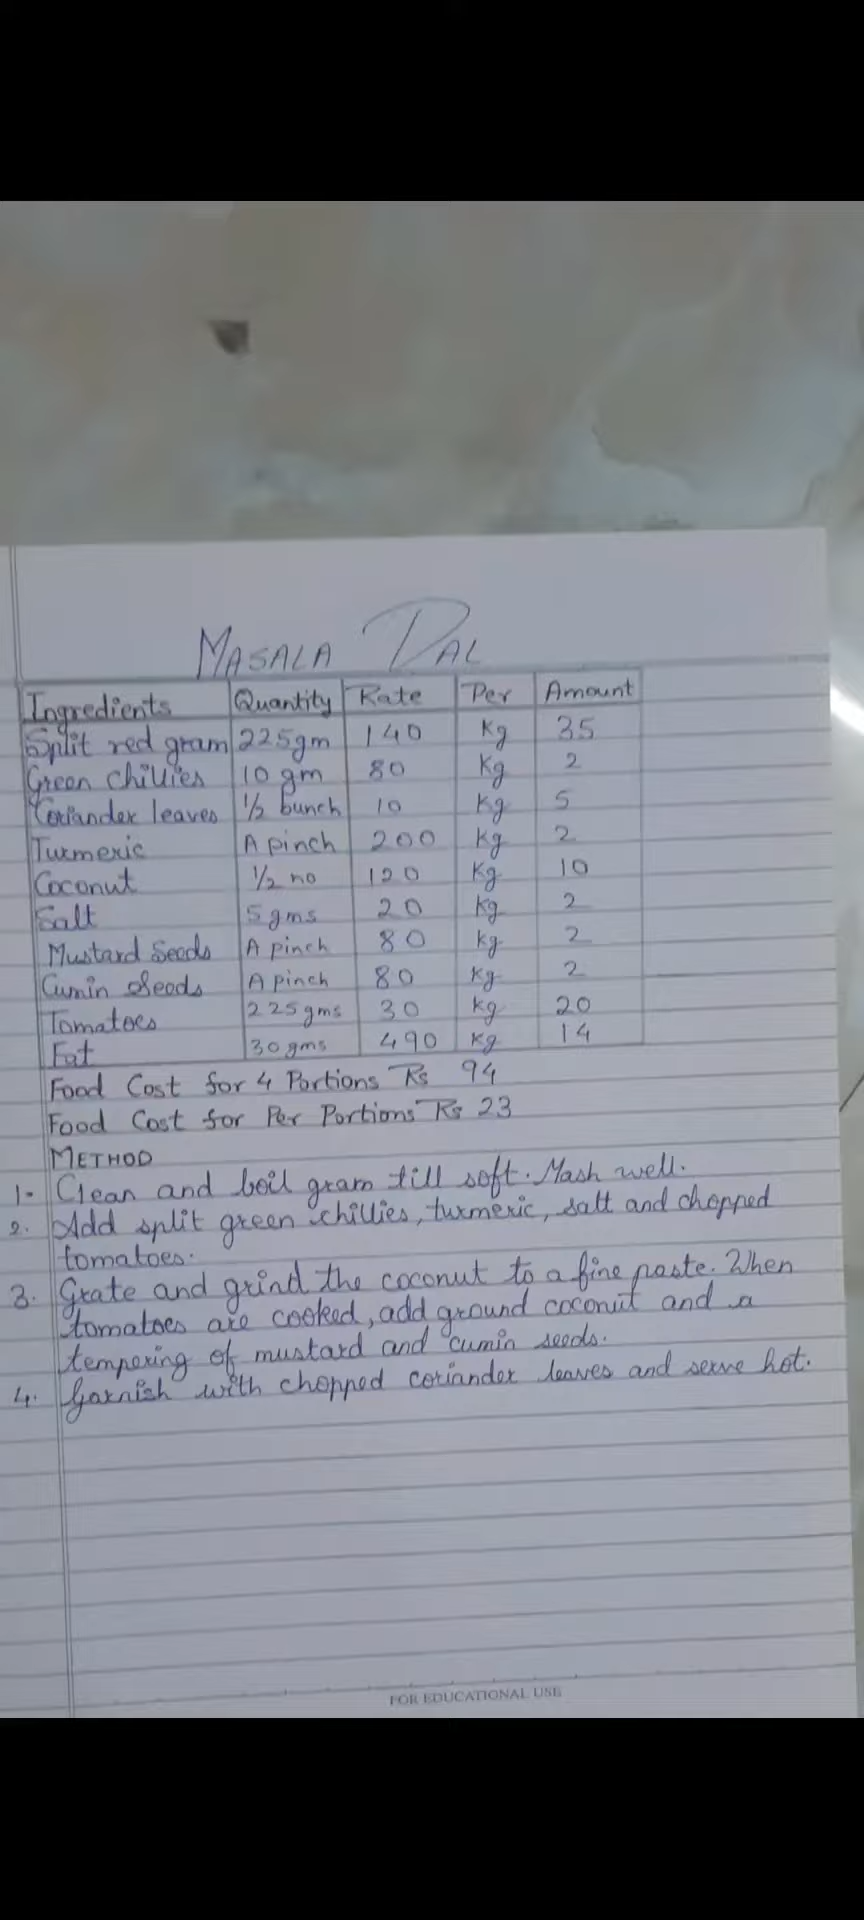 MASALA DAL
Ingredients Quantity Rate Per Amount
Split red gram 225gm 140 Kg 35
Green chillies 10 gm 80 Kg 2
Coriander leaves 1/2 bunch 10 Kg 5
Turmeric A pinch 200 Kg 2
Coconut 1/2 no 120 Kg 10
Salt 5 gms 20 Kg 2
Mustard Seeds A pinch 80 Kg 2
Cumin Seeds A pinch 80 Kg 2
Tomatoes 225gms 30 Kg 20
Fat 30gms 490 Kg 14
Food Cost for 4 Portions Rs 94
Food Cost for Per Portions Rs 23
METHOD
1. Clean and boil gram till soft. Mash well.
2. Add split green chillies, turmeric, salt and chopped
tomatoes.
3. Grate and grind the coconut to a fine paste. When
tomatoes are cooked, add ground coconut and a
tempering of mustard and cumin seeds.
4. Garnish with chopped coriander leaves and serve hot.
FOR EDUCATIONAL USE